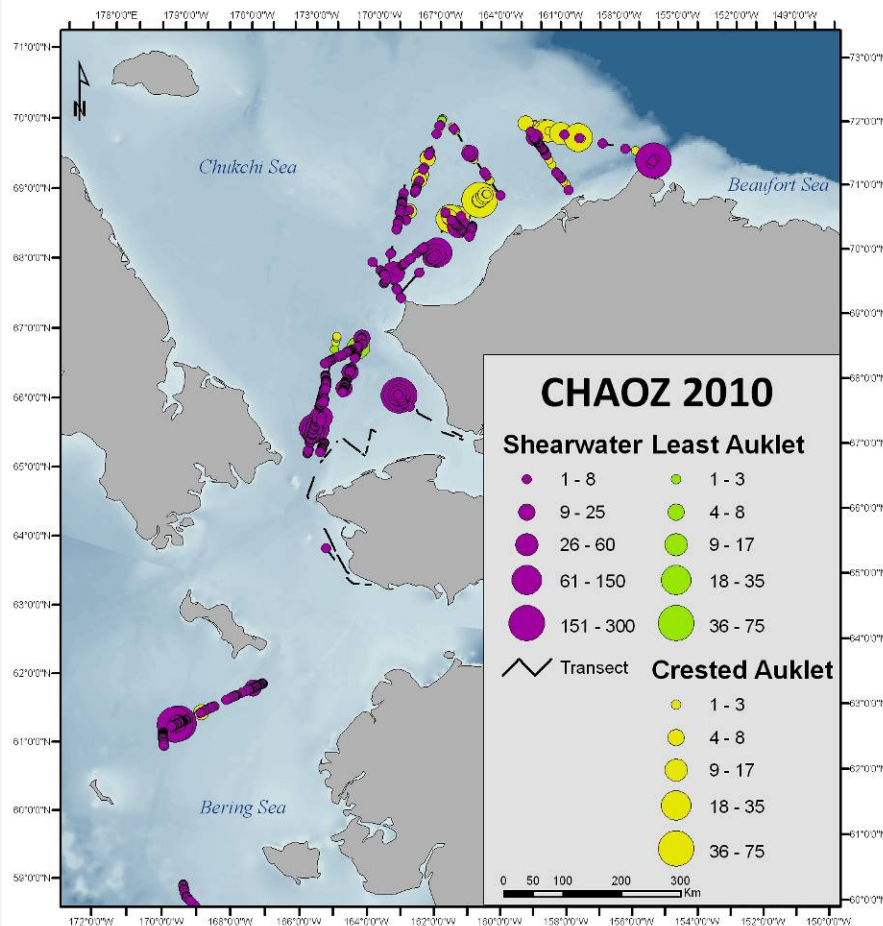 178°0'0"E 179°0'0"W 176°0'0"W 173°0'0"W 170°0'0"W 167°0'0"W 164°0'0"W 161°0'0"W 158°0'0"W 155°0'0"W 152°0'0"W 149°0'0"W
71°0'0"N
73°0'0"N
N
70°0'0"N
72°0'0"N
Chukchi Sea
Beaufort Sea
69°0'0"N
71°0'0"N
68°0'0"N
70°0'0"N
67°0'0"N
69°0'0"N
66°0'0"N
68°0'0"N
65°0'0"N
67°0'0"N
64°0'0"N
66°0'0"N
63°0'0"N
65°0'0"N
62°0'0"N
64°0'0"N
61°0'0"N
63°0'0"N
60°0'0"N
62°0'0"N
59°0'0"N
61°0'0"N
60°0'0"N
Bering Sea
CHAOZ 2010
Shearwater
1 - 8
9 - 25
26 - 60
61 - 150
151 - 300
Transect
Least Auklet
1 - 3
4 - 8
9 - 17
18 - 35
36 - 75
Crested Auklet
1 - 3
4 - 8
9 - 17
18 - 35
36 - 75
0 50 100 200 300
Km
172°0'0"W 170°0'0"W 168°0'0"W 166°0'0"W 164°0'0"W 162°0'0"W 160°0'0"W 158°0'0"W 156°0'0"W 154°0'0"W 152°0'0"W 150°0'0"W